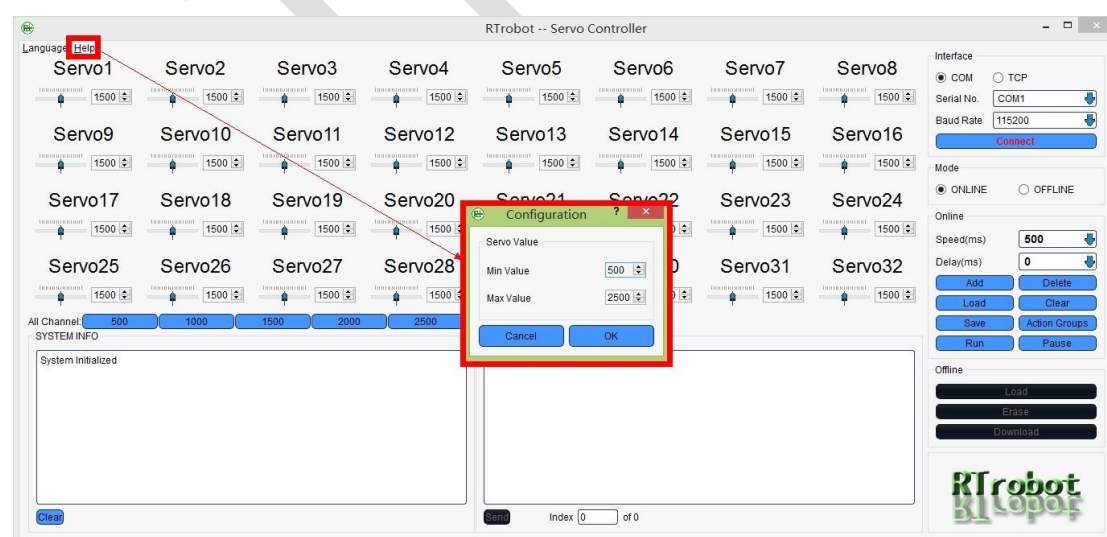 RTrobot -- Servo Controller
Language Help
Servo1 Servo2 Servo3 Servo4 Servo5 Servo6 Servo7 Servo8
1500 1500 1500 1500 1500 1500 1500 1500
Servo9 Servo10 Servo11 Servo12 Servo13 Servo14 Servo15 Servo16
1500 1500 1500 1500 1500 1500 1500 1500
Servo17 Servo18 Servo19 Servo20 Servo21 Servo22 Servo23 Servo24
1500 1500 1500 1500 1500 1500
Servo25 Servo26 Servo27 Servo28 Servo31 Servo32
1500 1500 1500 1500 1500 1500
All Channel: 500 1000 1500 2000 2500
Configuration ?
Servo Value
Min Value 500
Max Value 2500
Cancel OK
SYSTEM INFO
System Initialized
Clear
Send Index 0 of 0
Interface
COM TCP
Serial No. COM1
Baud Rate 115200
Connect
Mode
ONLINE OFFLINE
Online
Speed(ms) 500
Delay(ms) 0
Add Delete
Load Clear
Save Action Groups
Run Pause
Offline
Load
Erase
Download
RTrobot